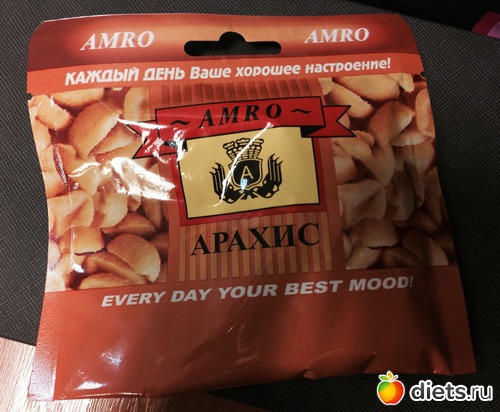 AMRO AMRO
КАЖДЫЙ ДЕНЬ Ваше хорошее настроение!
~ AMRO ~
A
АРАХИС
EVERY DAY YOUR BEST MOOD!
diets.ru